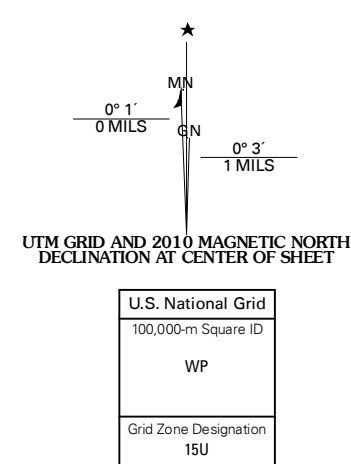 MN
0° 1´
0 MILS
GN
0° 3´
1 MILS
UTM GRID AND 2010 MAGNETIC NORTH
DECLINATION AT CENTER OF SHEET
U.S. National Grid
100,000-m Square ID
WP
Grid Zone Designation
15U